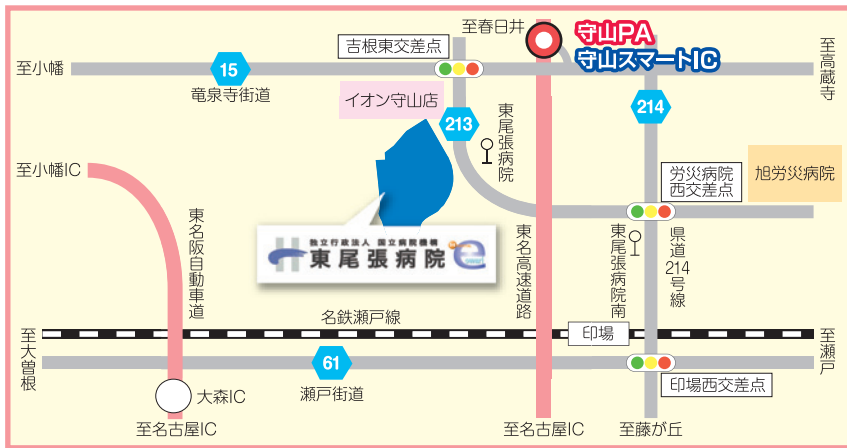 至春日井
守山PA
守山スマートIC
吉根東交差点
至小幡
15
竜泉寺街道
至高蔵寺
イオン守山店
213
214
東尾張病院
至小幡IC
労災病院
西交差点
旭労災病院
独立行政法人 国立病院機構
東尾張病院
東名阪自動車道
東名高速道路
東尾張病院南
県道214号線
名鉄瀬戸線
印場
至大曽根
至瀬戸
61
瀬戸街道
大森IC
印場西交差点
至名古屋IC
至名古屋IC
至藤が丘